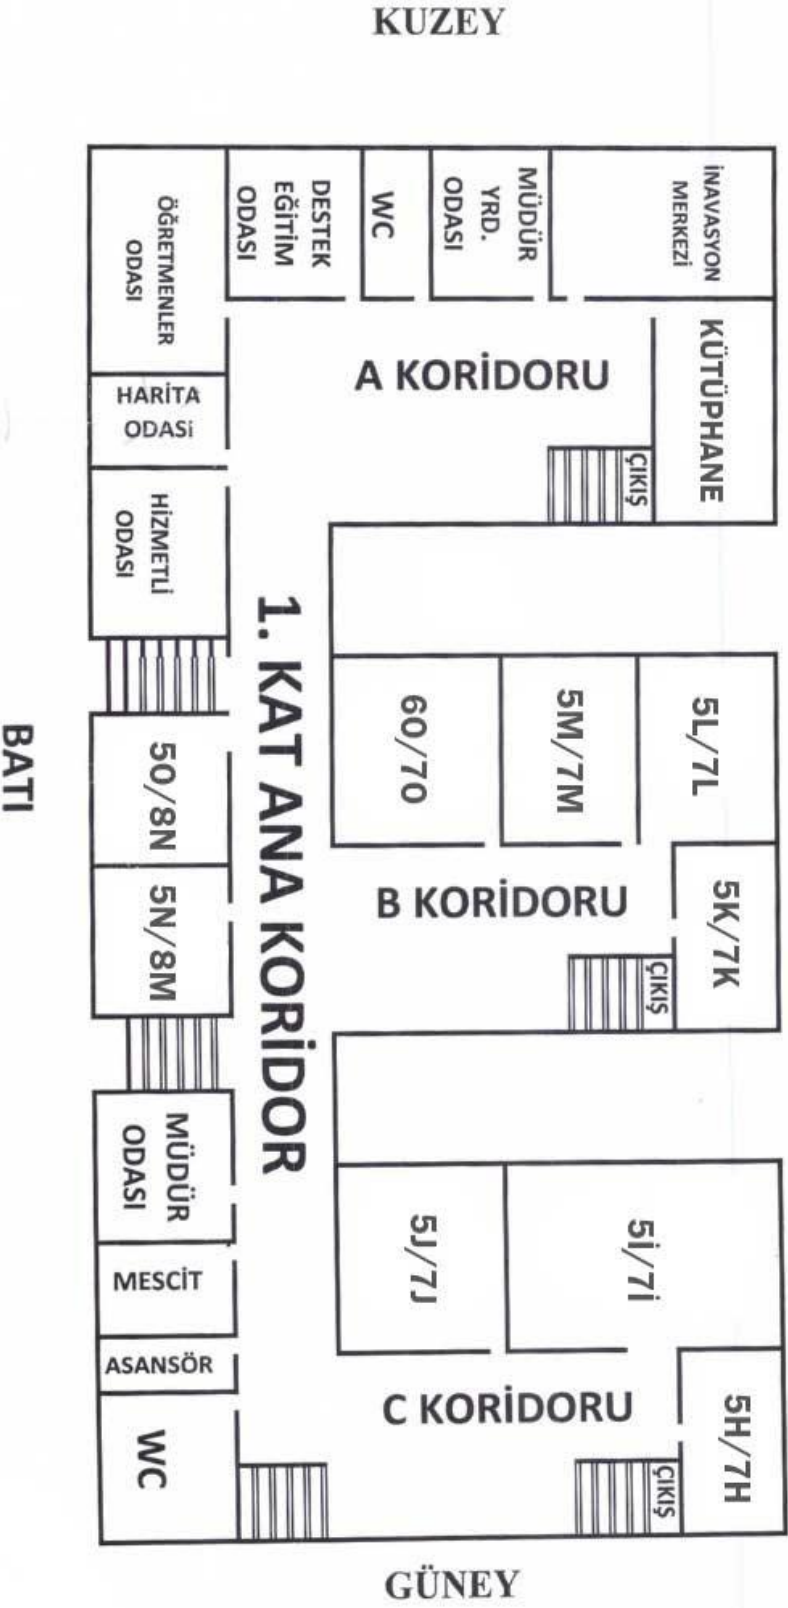 KUZEY
ÖĞRETMENLER
ODASI
DESTEK
EĞİTİM
ODASI
WC
MÜDÜR
YRD.
ODASI
İNAVASYON
MERKEZİ
KÜTÜPHANE
A KORİDORU
ÇIKIŞ
HARİTA
ODASi
HİZMETLİ
ODASI
1. KAT ANA KORİDOR
6O/7O
5M/7M
5L/7L
5K/7K
B KORİDORU
ÇIKIŞ
BATI
5O/8N
5N/8M
MÜDÜR
ODASI
MESCİT
ASANSÖR
WC
5J/7J
5İ/7İ
5H/7H
C KORİDORU
ÇIKIŞ
GÜNEY